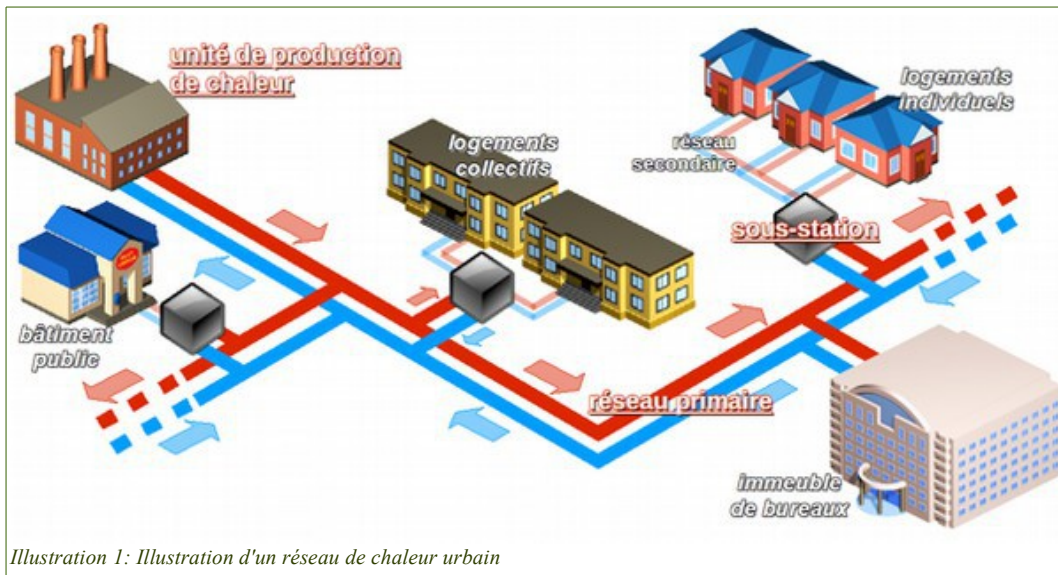 unité de production
de chaleur
logements
individuels
logements
collectifs
réseau
secondaire
sous-station
bâtiment
public
réseau primaire
immeuble
de bureaux
Illustration 1: Illustration d'un réseau de chaleur urbain